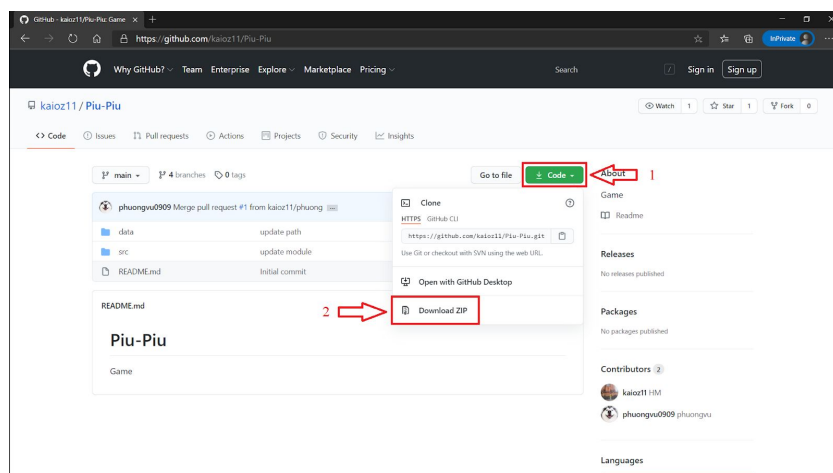 GitHub - kaioz11/Piu-Piu: Game
https://github.com/kaioz11/Piu-Piu
InPrivate
Why GitHub? Team Enterprise Explore Marketplace Pricing Search / Sign in Sign up
kaioz11 / Piu-Piu Watch 1 Star 1 Fork 0
<> Code Issues Pull requests Actions Projects Security Insights
main 4 branches 0 tags Go to file Code 1 About
phuongvu0909 Merge pull request #1 from kaioz11/phuong ... Clone Game
data update path HTTPS GitHub CLI Readme
src update module https://github.com/kaioz11/Piu-Piu.git
README.md Initial commit Use Git or checkout with SVN using the web URL. Releases
No releases published
Open with GitHub Desktop
README.md 2 Download ZIP Packages
No packages published
Piu-Piu
Game Contributors 2
kaioz11 HM
phuongvu0909 phuongvu
Languages